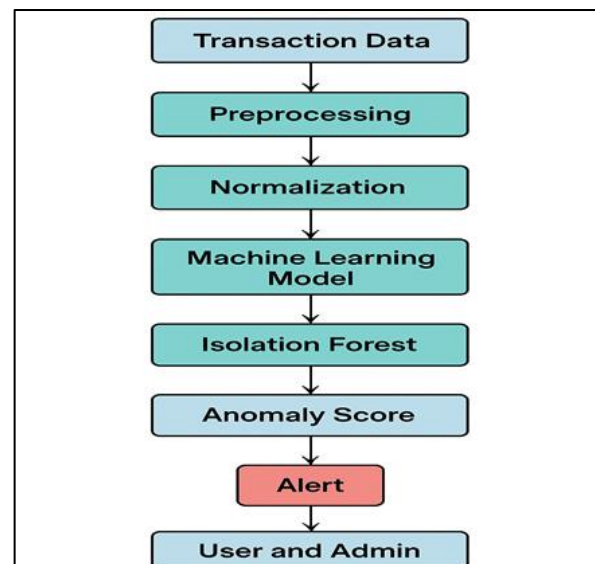 Transaction Data
Preprocessing
Normalization
Machine Learning
Model
Isolation Forest
Anomaly Score
Alert
User and Admin